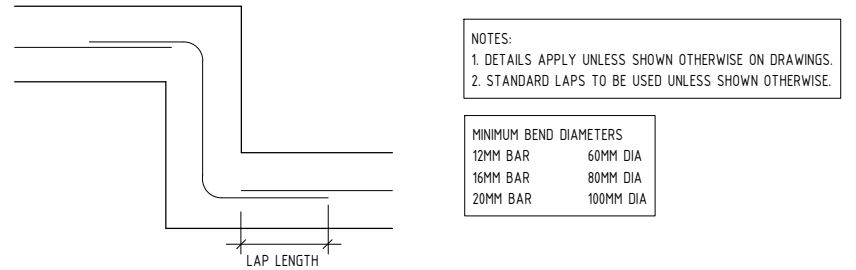 NOTES:
1. DETAILS APPLY UNLESS SHOWN OTHERWISE ON DRAWINGS.
2. STANDARD LAPS TO BE USED UNLESS SHOWN OTHERWISE.
MINIMUM BEND DIAMETERS
12MM BAR 60MM DIA
16MM BAR 80MM DIA
20MM BAR 100MM DIA
LAP LENGTH